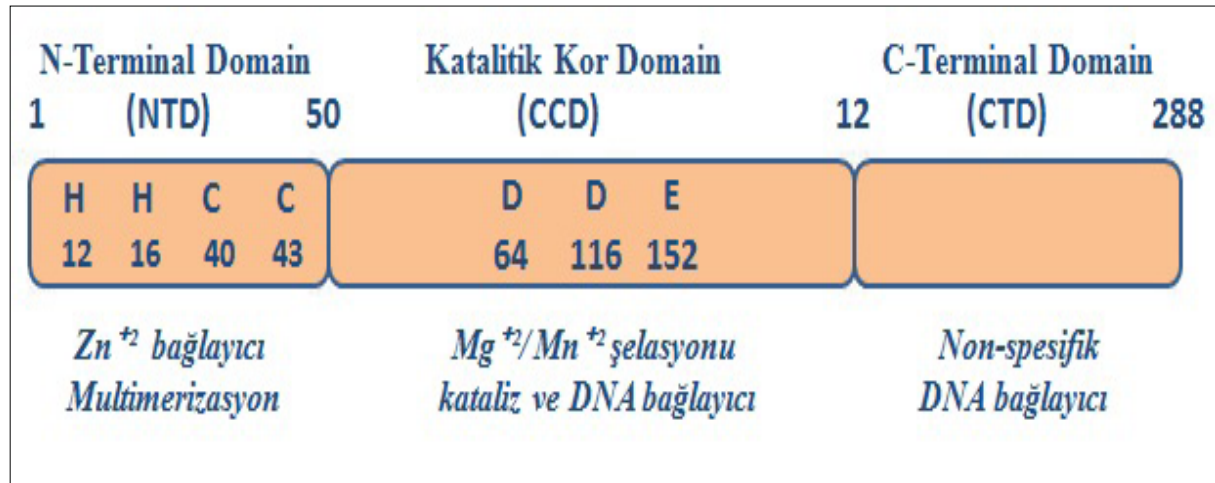 N-Terminal Domain Katalitik Kor Domain C-Terminal Domain
1 (NTD) 50 (CCD) 12 (CTD) 288
H H C C D D E
12 16 40 43 64 116 152
Zn⁺² bağlayıcı Mg⁺²/Mn⁺² şelasyonu Non-spesifik
Multimerizasyon kataliz ve DNA bağlayıcı DNA bağlayıcı